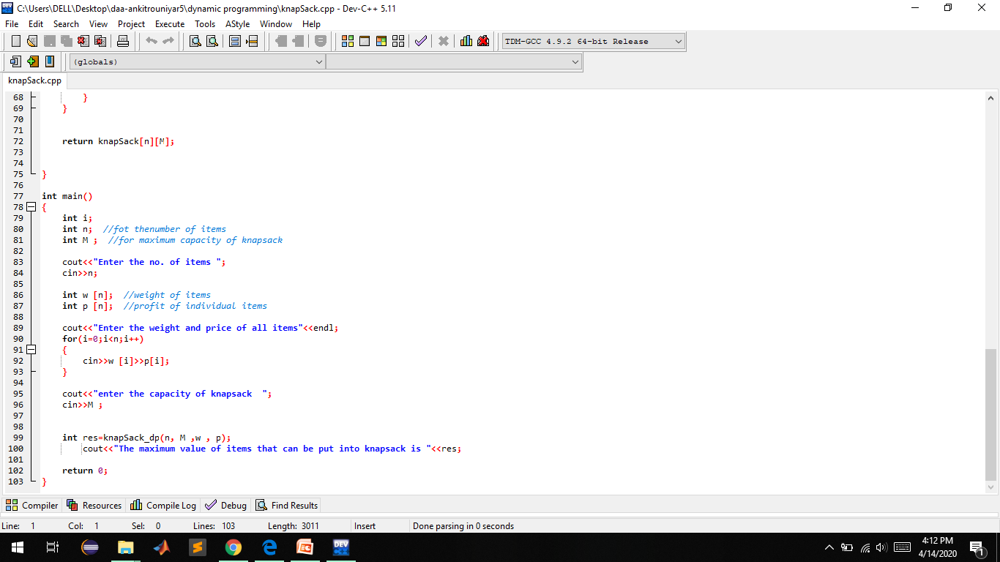 C:\Users\DELL\Desktop\daa-ankitrouniyar5\dynamic programming\knapSack.cpp - Dev-C++ 5.11
File Edit Search View Project Execute Tools AStyle Window Help
TDM-GCC 4.9.2 64-bit Release
(globals)
knapSack.cpp
68 }
69 }
70
71
72 return knapSack[n][M];
73
74
75 }
76
77 int main()
78 {
79 int i;
80 int n; //fot thenumber of items
81 int M ; //for maximum capacity of knapsack
82
83 cout<<"Enter the no. of items ";
84 cin>>n;
85
86 int w [n]; //weight of items
87 int p [n]; //profit of individual items
88
89 cout<<"Enter the weight and price of all items"<<endl;
90 for(i=0;i<n;i++)
91 {
92 cin>>w [i]>>p[i];
93 }
94
95 cout<<"enter the capacity of knapsack  ";
96 cin>>M ;
97
98
99 int res=knapSack_dp(n, M ,w , p);
100 cout<<"The maximum value of items that can be put into knapsack is "<<res;
101
102 return 0;
103 }
Compiler Resources Compile Log Debug Find Results
Line: 1 Col: 1 Sel: 0 Lines: 103 Length: 3011 Insert Done parsing in 0 seconds
DEV
4:12 PM
4/14/2020
1